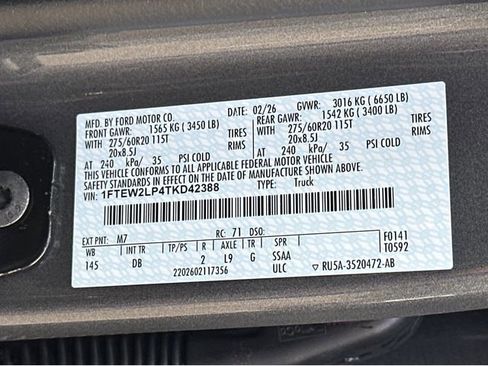 MFD. BY FORD MOTOR CO.
DATE: 02/26 GVWR: 3016 KG ( 6650 LB)
FRONT GAWR: 1565 KG ( 3450 LB) REAR GAWR: 1542 KG ( 3400 LB)
WITH 275/60R20 115T TIRES WITH 275/60R20 115T TIRES
20x8.5J RIMS 20x8.5J RIMS
AT 240 kPa/ 35 PSI COLD AT 240 kPa/ 35 PSI COLD
THIS VEHICLE CONFORMS TO ALL APPLICABLE FEDERAL MOTOR VEHICLE
SAFETY STANDARDS IN EFFECT ON THE DATE OF MANUFACTURE SHOWN ABOVE.
VIN: 1FTEW2LP4TKD42388 TYPE: Truck
EXT PNT: M7 RC: 71 DSO: F0141
WB INT TR TP/PS R AXLE TR SPR T0592
145 DB 2 L9 G SSAA
2202602117356 ULC RU5A-3520472-AB